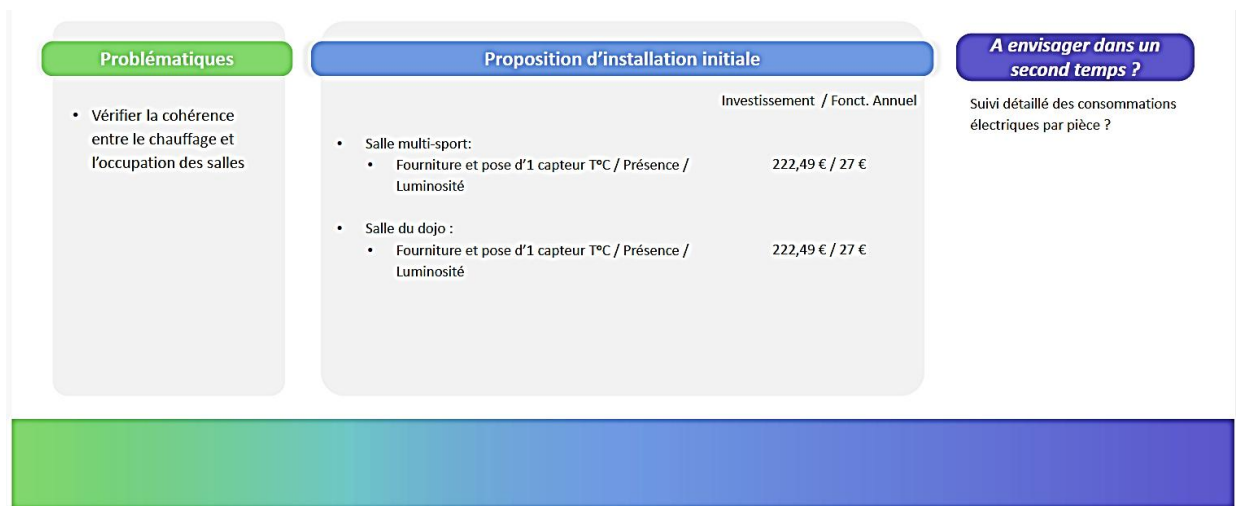 Problématiques
• Vérifier la cohérence
entre le chauffage et
l'occupation des salles
Proposition d'installation initiale
Investissement / Fonct. Annuel
• Salle multi-sport:
• Fourniture et pose d'1 capteur T°C / Présence / 222,49 € / 27 €
Luminosité
• Salle du dojo :
• Fourniture et pose d'1 capteur T°C / Présence / 222,49 € / 27 €
Luminosité
A envisager dans un
second temps ?
Suivi détaillé des consommations
électriques par pièce ?